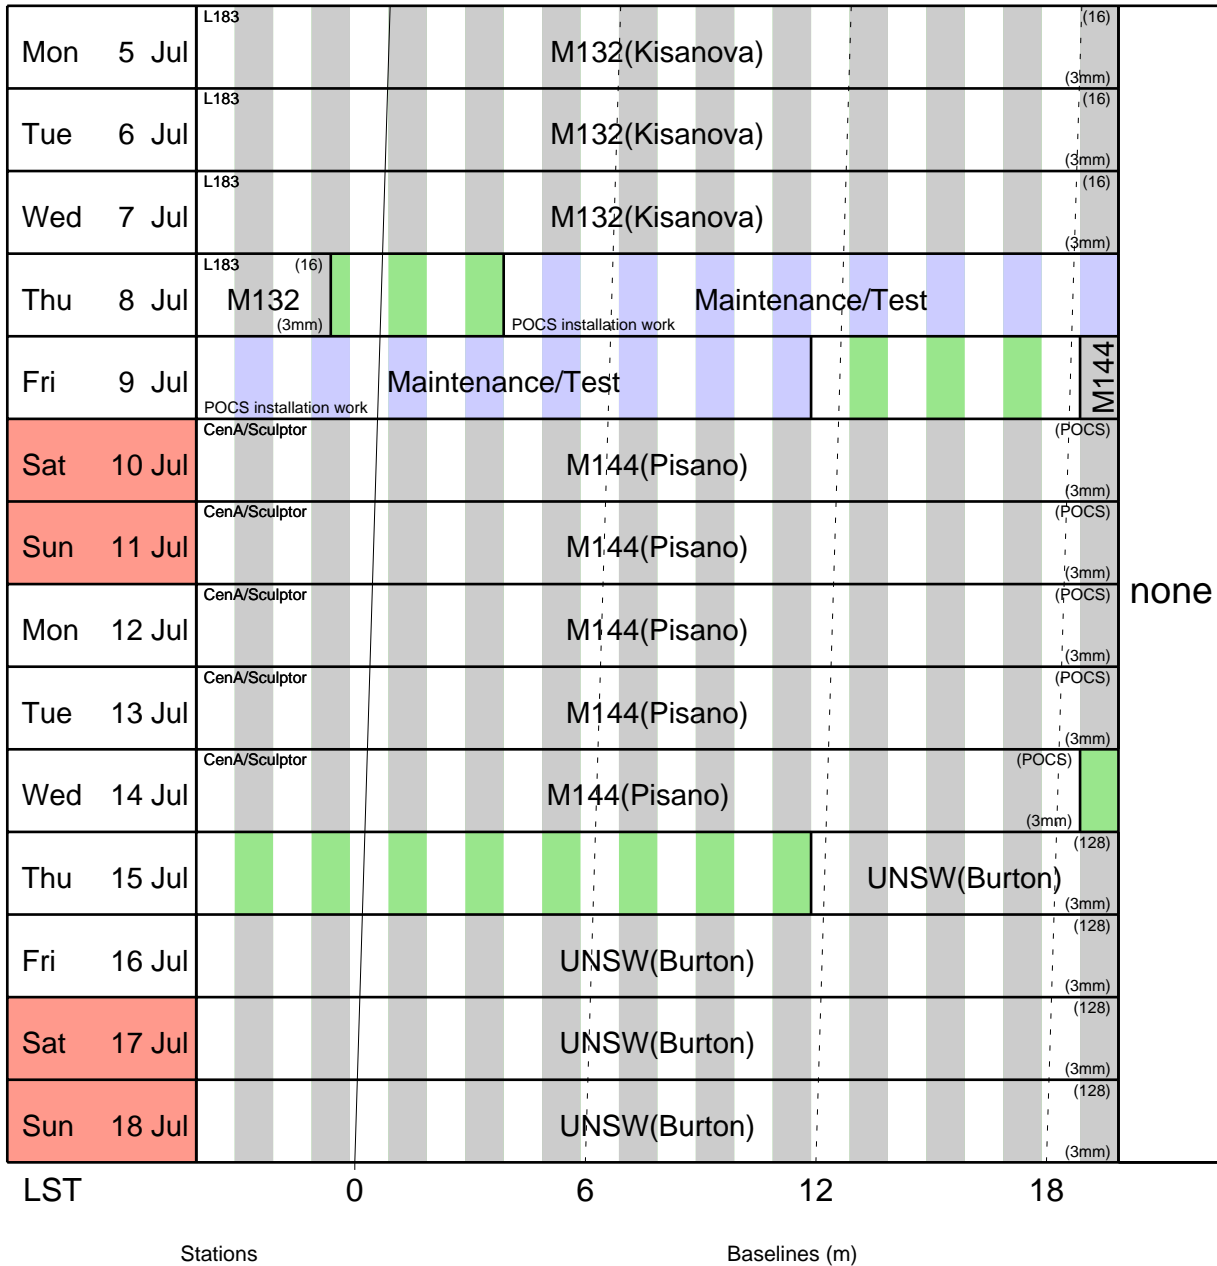 L183 (16)
Mon 5 Jul M132(Kisanova)
(3mm)
L183 (16)
Tue 6 Jul M132(Kisanova)
(3mm)
L183 (16)
Wed 7 Jul M132(Kisanova)
(3mm)
L183 (16)
Thu 8 Jul M132 Maintenance/Test
(3mm) POCS installation work
Fri 9 Jul Maintenance/Test M144
POCS installation work
CenA/Sculptor (POCS)
Sat 10 Jul M144(Pisano)
(3mm)
CenA/Sculptor (POCS)
Sun 11 Jul M144(Pisano)
(3mm)
CenA/Sculptor (POCS)
Mon 12 Jul M144(Pisano) none
(3mm)
CenA/Sculptor (POCS)
Tue 13 Jul M144(Pisano)
(3mm)
CenA/Sculptor (POCS)
Wed 14 Jul M144(Pisano)
(3mm)
(128)
Thu 15 Jul UNSW(Burton)
(3mm)
(128)
Fri 16 Jul UNSW(Burton)
(3mm)
(128)
Sat 17 Jul UNSW(Burton)
(3mm)
(128)
Sun 18 Jul UNSW(Burton)
(3mm)
LST 0 6 12 18
Stations Baselines (m)